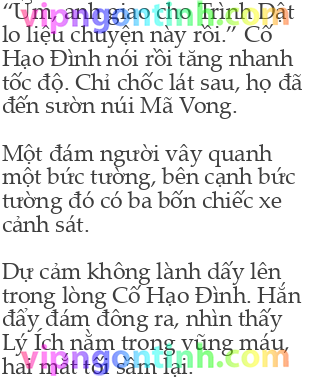 “Ừm, anh giao cho Trình Đạt
lo liệu chuyện này rồi.” Cố
Hạo Đình nói rồi tăng nhanh
tốc độ. Chỉ chốc lát sau, họ đã
đến sườn núi Mã Vong.
Một đám người vây quanh
một bức tường, bên cạnh bức
tường đó có ba bốn chiếc xe
cảnh sát.
Dự cảm không lành dấy lên
trong lòng Cố Hạo Đình. Hắn
đẩy đám đông ra, nhìn thấy
Lý Ích nằm trong vũng máu,
hai mắt tối sầm lại.
vipngontinh.com
vipngontinh.com